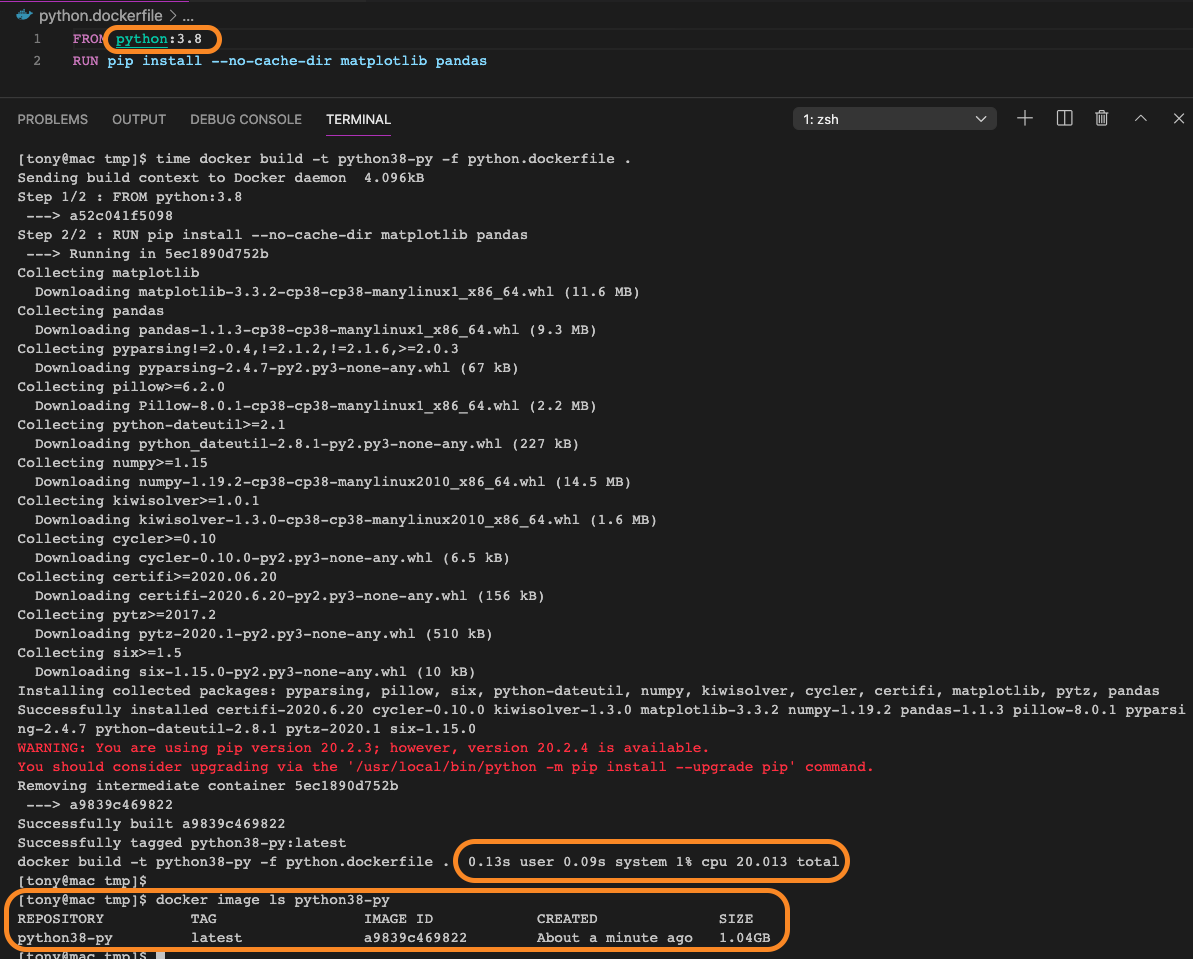 python.dockerfile > ...
1 FROM python:3.8
2 RUN pip install --no-cache-dir matplotlib pandas
PROBLEMS OUTPUT DEBUG CONSOLE TERMINAL 1: zsh
[tony@mac tmp]$ time docker build -t python38-py -f python.dockerfile .
Sending build context to Docker daemon 4.096kB
Step 1/2 : FROM python:3.8
---> a52c041f5098
Step 2/2 : RUN pip install --no-cache-dir matplotlib pandas
---> Running in 5ec1890d752b
Collecting matplotlib
Downloading matplotlib-3.3.2-cp38-cp38-manylinux1_x86_64.whl (11.6 MB)
Collecting pandas
Downloading pandas-1.1.3-cp38-cp38-manylinux1_x86_64.whl (9.3 MB)
Collecting pyparsing!=2.0.4,!=2.1.2,!=2.1.6,>=2.0.3
Downloading pyparsing-2.4.7-py2.py3-none-any.whl (67 kB)
Collecting pillow>=6.2.0
Downloading Pillow-8.0.1-cp38-cp38-manylinux1_x86_64.whl (2.2 MB)
Collecting python-dateutil>=2.1
Downloading python_dateutil-2.8.1-py2.py3-none-any.whl (227 kB)
Collecting numpy>=1.15
Downloading numpy-1.19.2-cp38-cp38-manylinux2010_x86_64.whl (14.5 MB)
Collecting kiwisolver>=1.0.1
Downloading kiwisolver-1.3.0-cp38-cp38-manylinux2010_x86_64.whl (1.6 MB)
Collecting cycler>=0.10
Downloading cycler-0.10.0-py2.py3-none-any.whl (6.5 kB)
Collecting certifi>=2020.06.20
Downloading certifi-2020.6.20-py2.py3-none-any.whl (156 kB)
Collecting pytz>=2017.2
Downloading pytz-2020.1-py2.py3-none-any.whl (510 kB)
Collecting six>=1.5
Downloading six-1.15.0-py2.py3-none-any.whl (10 kB)
Installing collected packages: pyparsing, pillow, six, python-dateutil, numpy, kiwisolver, cycler, certifi, matplotlib, pytz, pandas
Successfully installed certifi-2020.6.20 cycler-0.10.0 kiwisolver-1.3.0 matplotlib-3.3.2 numpy-1.19.2 pandas-1.1.3 pillow-8.0.1 pyparsi
ng-2.4.7 python-dateutil-2.8.1 pytz-2020.1 six-1.15.0
WARNING: You are using pip version 20.2.3; however, version 20.2.4 is available.
You should consider upgrading via the '/usr/local/bin/python -m pip install --upgrade pip' command.
Removing intermediate container 5ec1890d752b
---> a9839c469822
Successfully built a9839c469822
Successfully tagged python38-py:latest
docker build -t python38-py -f python.dockerfile . 0.13s user 0.09s system 1% cpu 20.013 total
[tony@mac tmp]$
[tony@mac tmp]$ docker image ls python38-py
REPOSITORY TAG IMAGE ID CREATED SIZE
python38-py latest a9839c469822 About a minute ago 1.04GB
[tony@mac tmp]$